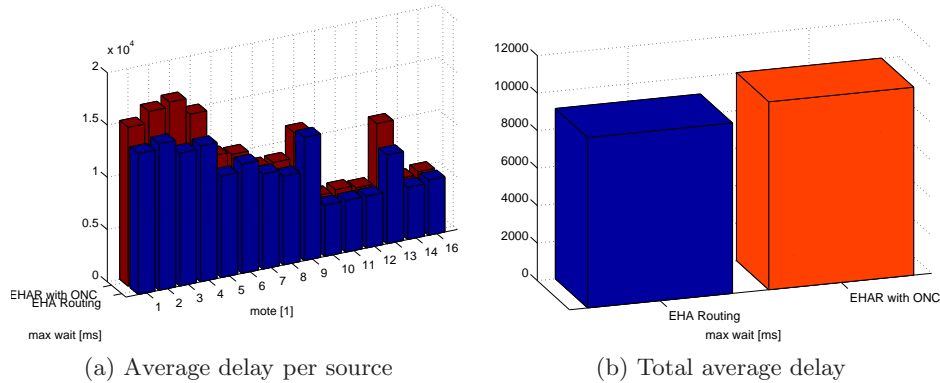 x 10^4
2
1.5
1
0.5
0
EHAR with ONC
EHA Routing
max wait [ms]
1
2
3
4
5
6
7
8
9
10
11
12
13
14
16
mote [1]
(a) Average delay per source
12000
10000
8000
6000
4000
2000
0
EHA Routing
EHAR with ONC
max wait [ms]
(b) Total average delay